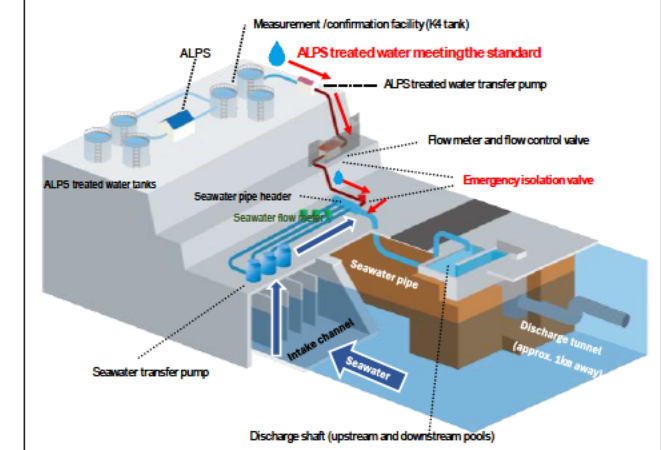 Measurement /confirmation facility (K4 tank)
ALPS
ALPS treated water meeting the standard
ALPS treated water transfer pump
Flow meter and flow control valve
ALPS treated water tanks
Emergency isolation valve
Seawater pipe header
Seawater flow meter
Seawater pipe
Intake channel
Seawater
Discharge tunnel
(approx. 1km away)
Seawater transfer pump
Discharge shaft (upstream and downstream pools)